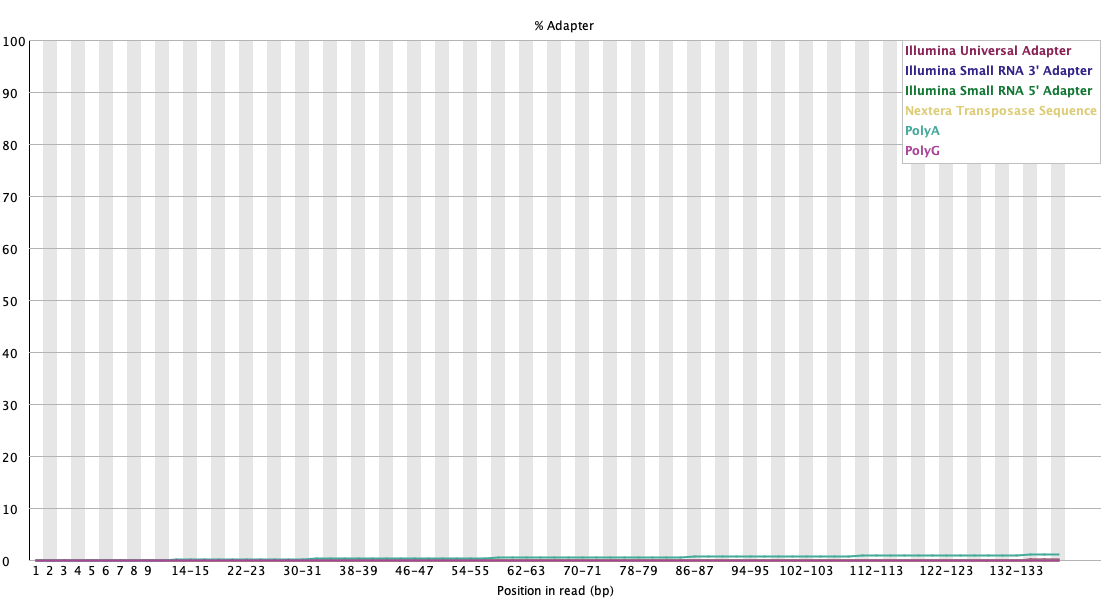 % Adapter
100
90
80
70
60
50
40
30
20
10
0
Illumina Universal Adapter
Illumina Small RNA 3' Adapter
Illumina Small RNA 5' Adapter
Nextera Transposase Sequence
PolyA
PolyG
1 2 3 4 5 6 7 8 9 14-15 22-23 30-31 38-39 46-47 54-55 62-63 70-71 78-79 86-87 94-95 102-103 112-113 122-123 132-133
Position in read (bp)